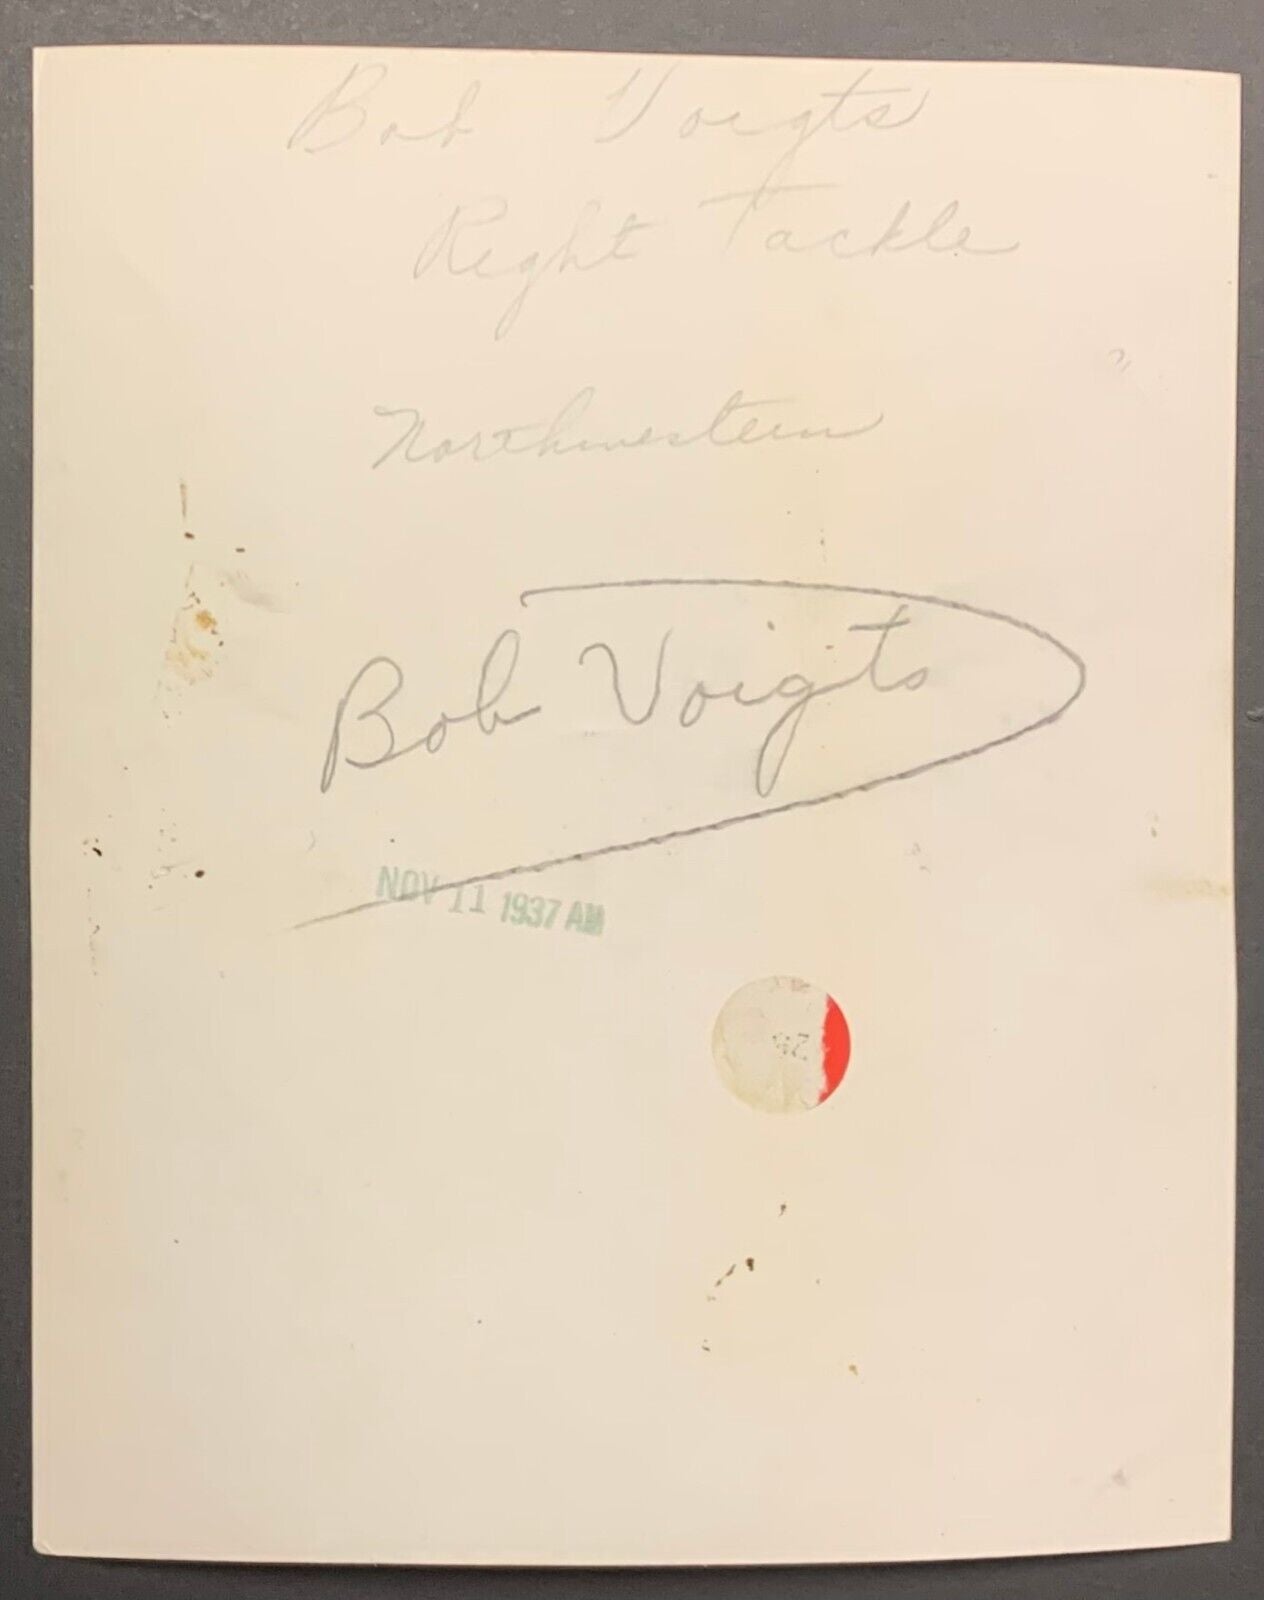 Bob Voigts
Right Tackle
Northwestern
Bob Voigts
NOV 11 1937 AM